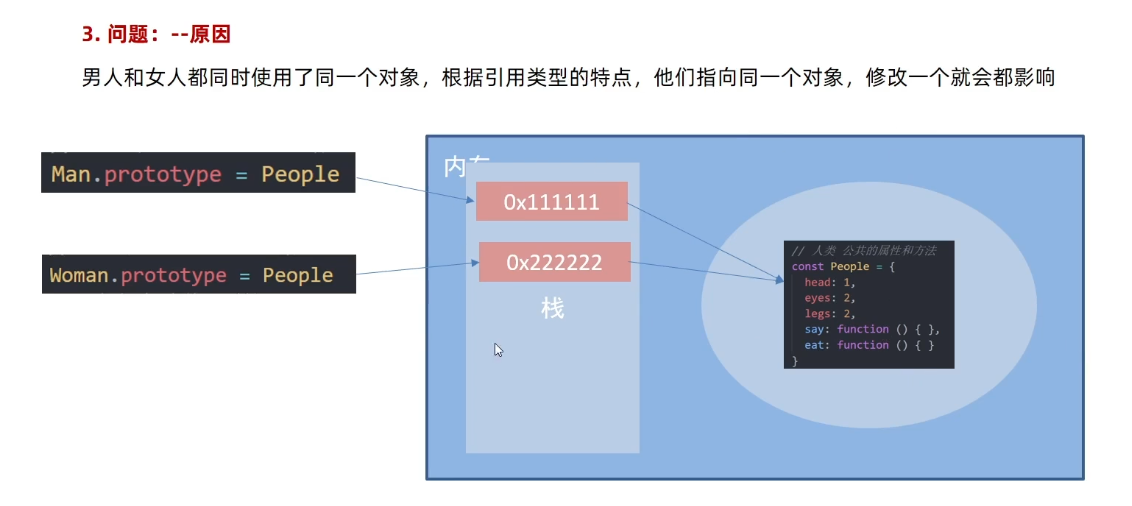 3. 问题：--原因
男人和女人都同时使用了同一个对象，根据引用类型的特点，他们指向同一个对象，修改一个就会都影响
内存
Man.prototype = People
0x111111
Woman.prototype = People
0x222222
栈
// 人类 公共的属性和方法
const People = {
head: 1,
eyes: 2,
legs: 2,
say: function () { },
eat: function () { }
}